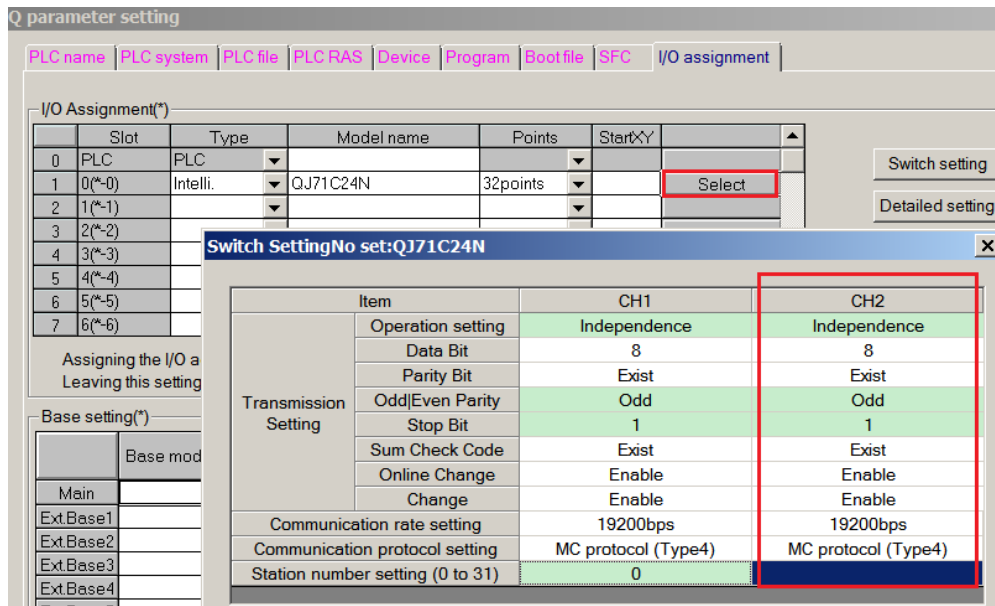 Q parameter setting
PLC name PLC system PLC file PLC RAS Device Program Boot file SFC I/O assignment
I/O Assignment(*)
Slot Type Model name Points StartXY
0 PLC PLC
1 0(*-0) Intelli. QJ71C24N 32points Select
2 1(*-1)
3 2(*-2)
4 3(*-3)
5 4(*-4)
6 5(*-5)
7 6(*-6)
Switch setting
Detailed setting
Assigning the I/O a
Leaving this setting
Base setting(*)
Base mod
Main
Ext.Base1
Ext.Base2
Ext.Base3
Ext.Base4
Switch SettingNo set:QJ71C24N
Item CH1 CH2
Transmission Setting
Operation setting Independence Independence
Data Bit 8 8
Parity Bit Exist Exist
Odd|Even Parity Odd Odd
Stop Bit 1 1
Sum Check Code Exist Exist
Online Change Enable Enable
Change Enable Enable
Communication rate setting 19200bps 19200bps
Communication protocol setting MC protocol (Type4) MC protocol (Type4)
Station number setting (0 to 31) 0